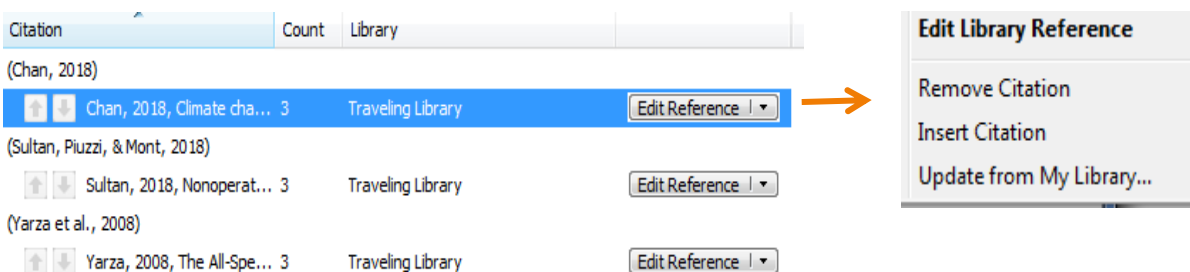 Citation Count Library
(Chan, 2018)
Chan, 2018, Climate cha... 3 Traveling Library Edit Reference
(Sultan, Piuzzi, & Mont, 2018)
Sultan, 2018, Nonoperat... 3 Traveling Library Edit Reference
(Yarza et al., 2008)
Yarza, 2008, The All-Spe... 3 Traveling Library Edit Reference
Edit Library Reference
Remove Citation
Insert Citation
Update from My Library...